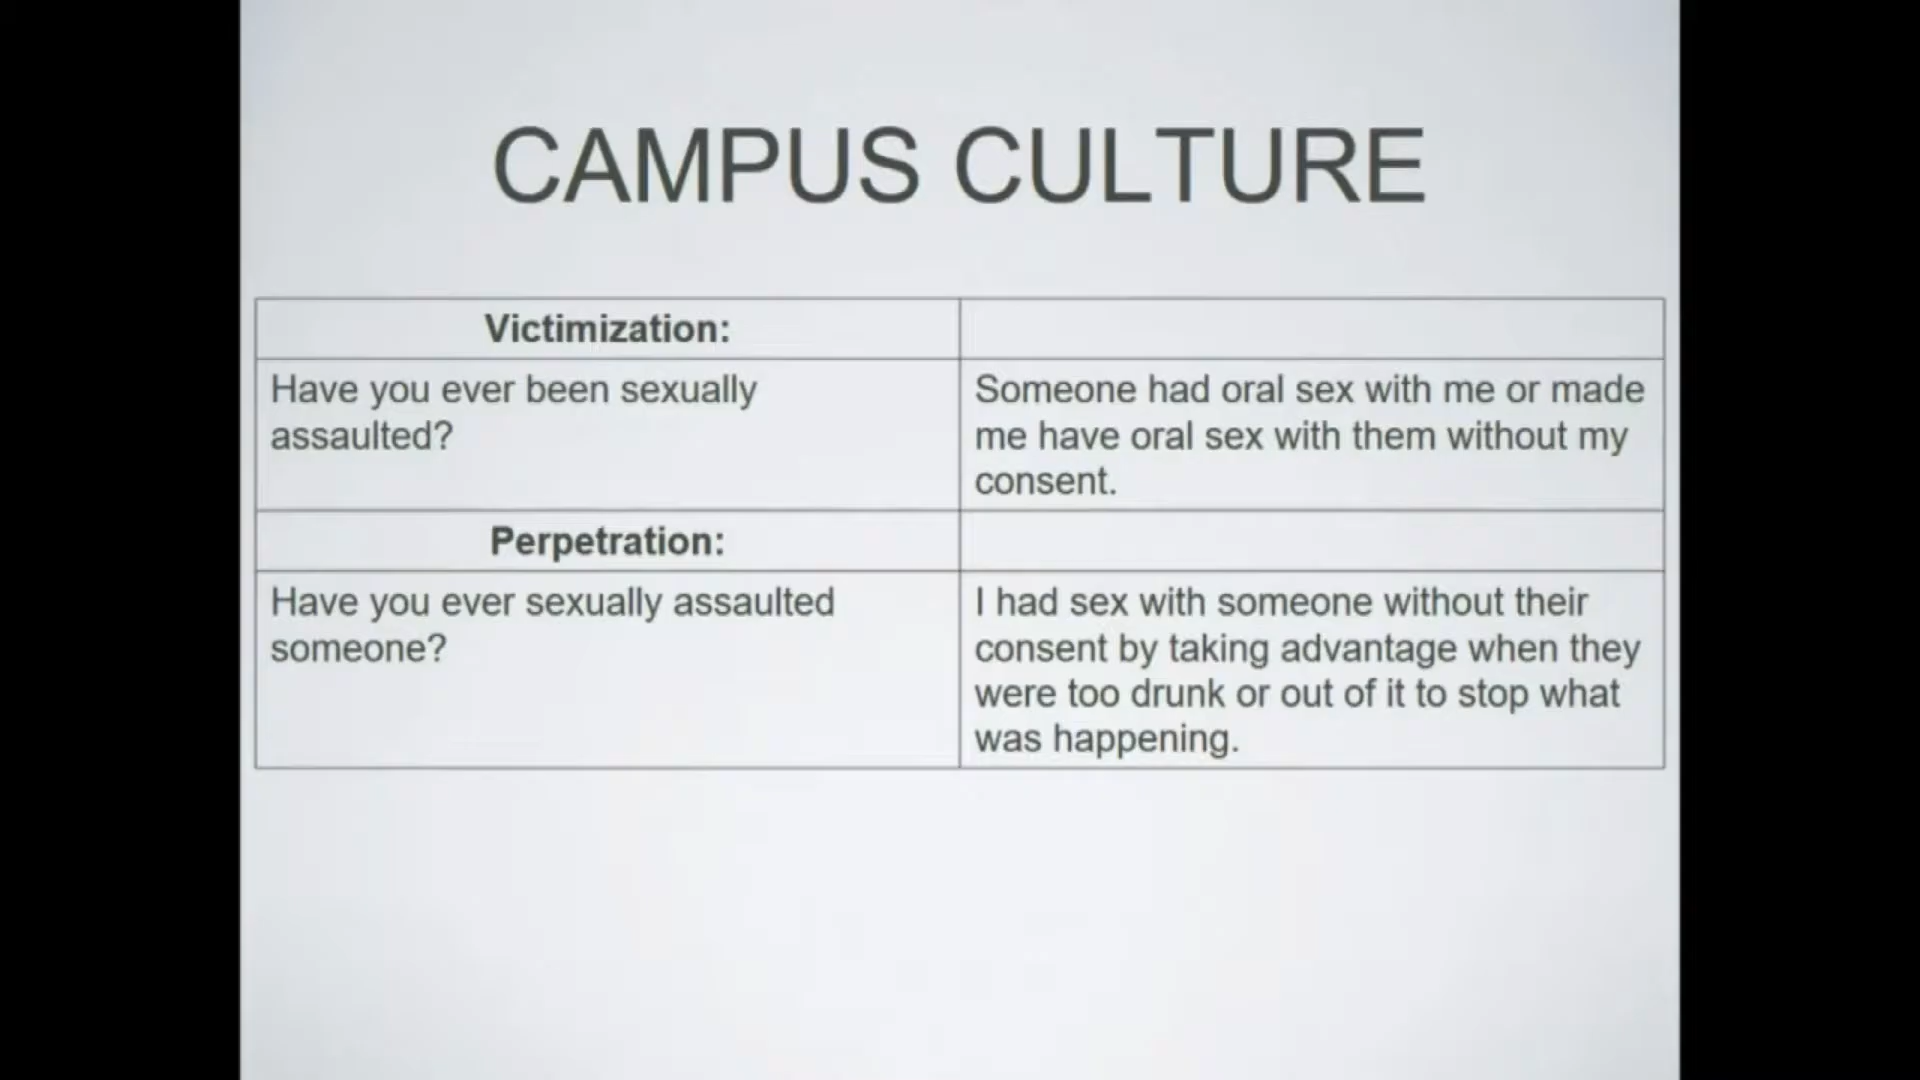 CAMPUS CULTURE
Victimization:
Have you ever been sexually
assaulted?
Someone had oral sex with me or made
me have oral sex with them without my
consent.
Perpetration:
Have you ever sexually assaulted
someone?
I had sex with someone without their
consent by taking advantage when they
were too drunk or out of it to stop what
was happening.